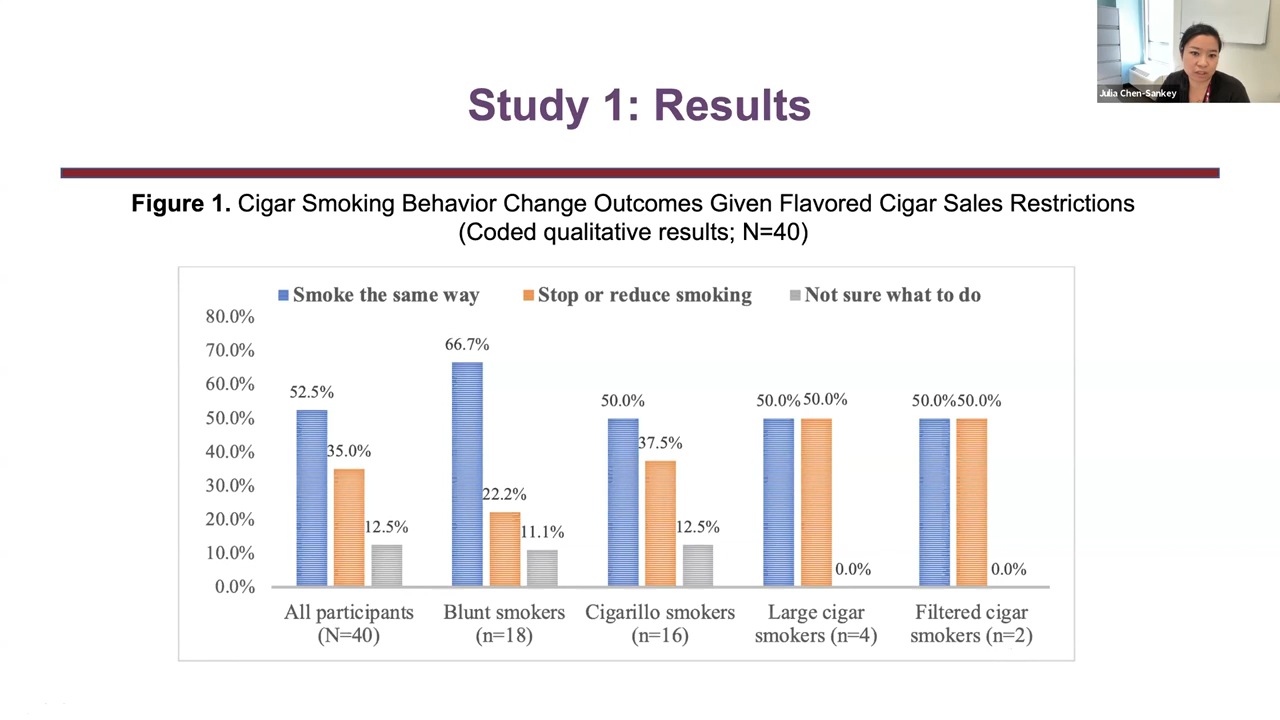 Julia Chen-Sankey
Study 1: Results
Figure 1. Cigar Smoking Behavior Change Outcomes Given Flavored Cigar Sales Restrictions
(Coded qualitative results; N=40)
Smoke the same way Stop or reduce smoking Not sure what to do
80.0%
70.0%
60.0%
50.0%
40.0%
30.0%
20.0%
10.0%
0.0%
52.5%
35.0%
12.5%
66.7%
22.2%
11.1%
50.0%
37.5%
12.5%
50.0%
50.0%
0.0%
50.0%
50.0%
0.0%
All participants
(N=40)
Blunt smokers
(n=18)
Cigarillo smokers
(n=16)
Large cigar
smokers (n=4)
Filtered cigar
smokers (n=2)